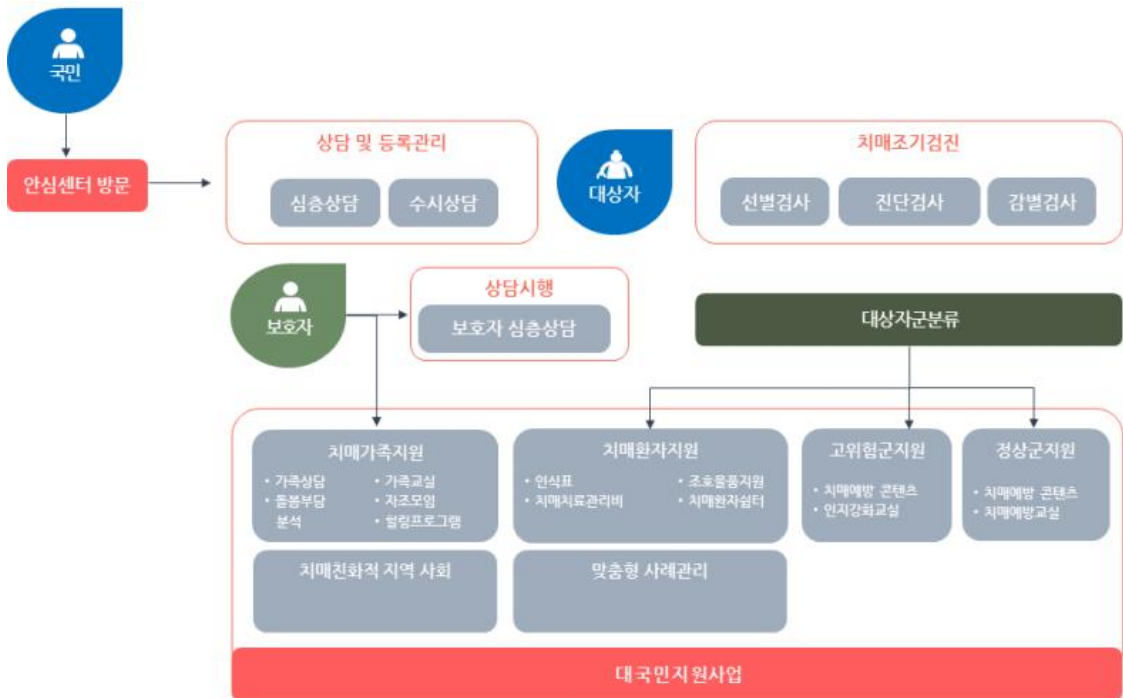 국민
안심센터 방문
상담 및 등록관리
심층상담
수시상담
대상자
치매조기검진
선별검사
진단검사
감별검사
보호자
상담시행
보호자 심층상담
대상자군분류
치매가족지원
• 가족상담
• 돌봄부담
분석
• 가족교실
• 자조모임
• 힐링프로그램
치매환자지원
• 인식표
• 치매치료관리비
• 조호물품지원
• 치매환자쉼터
고위험군지원
• 치매예방 콘텐츠
• 인지강화교실
정상군지원
• 치매예방 콘텐츠
• 치매예방교실
치매친화적 지역 사회
맞춤형 사례관리
대국민지원사업